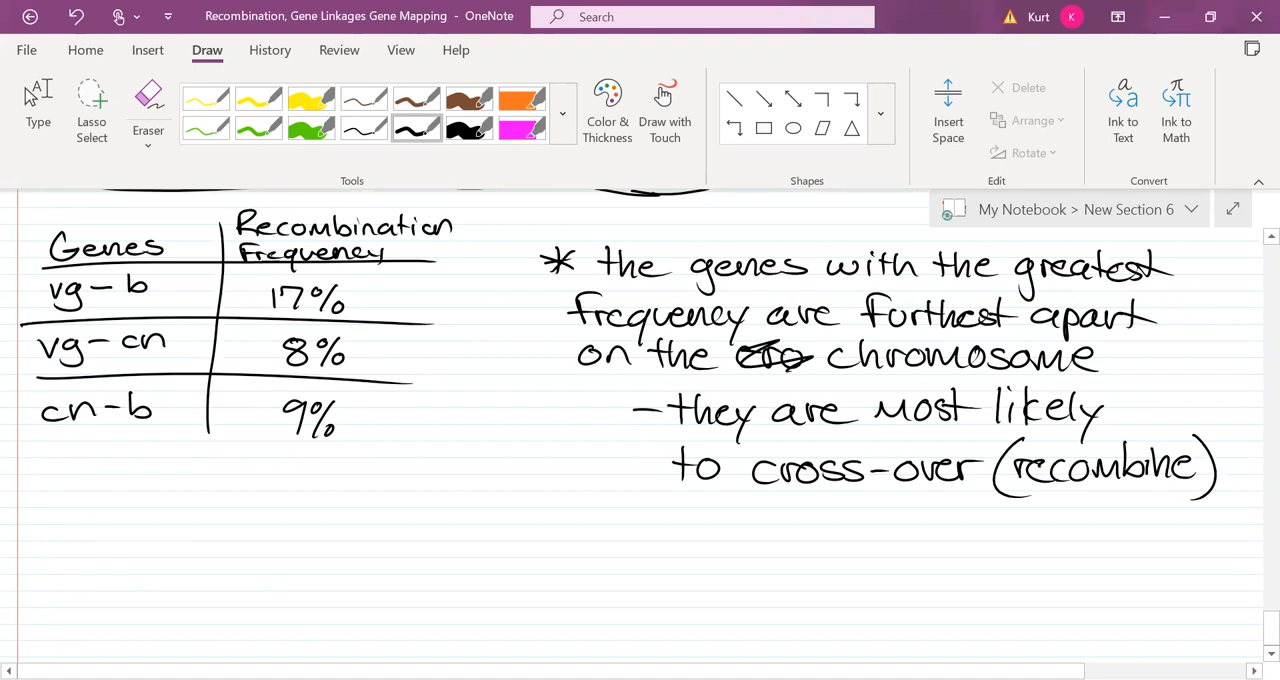 Recombination, Gene Linkages Gene Mapping - OneNote
Search
Kurt
K
File Home Insert Draw History Review View Help
Type
Lasso Select
Eraser
Color & Thickness
Draw with Touch
Insert Space
Delete
Arrange
Rotate
Ink to Text
Ink to Math
Tools
Shapes
Edit
Convert
My Notebook > New Section 6
Genes Recombination Frequency
vg - b 17%
vg - cn 8%
cn - b 9%
* the genes with the greatest
frequency are furthest apart
on the chromosome
- they are most likely
to cross-over (recombine)